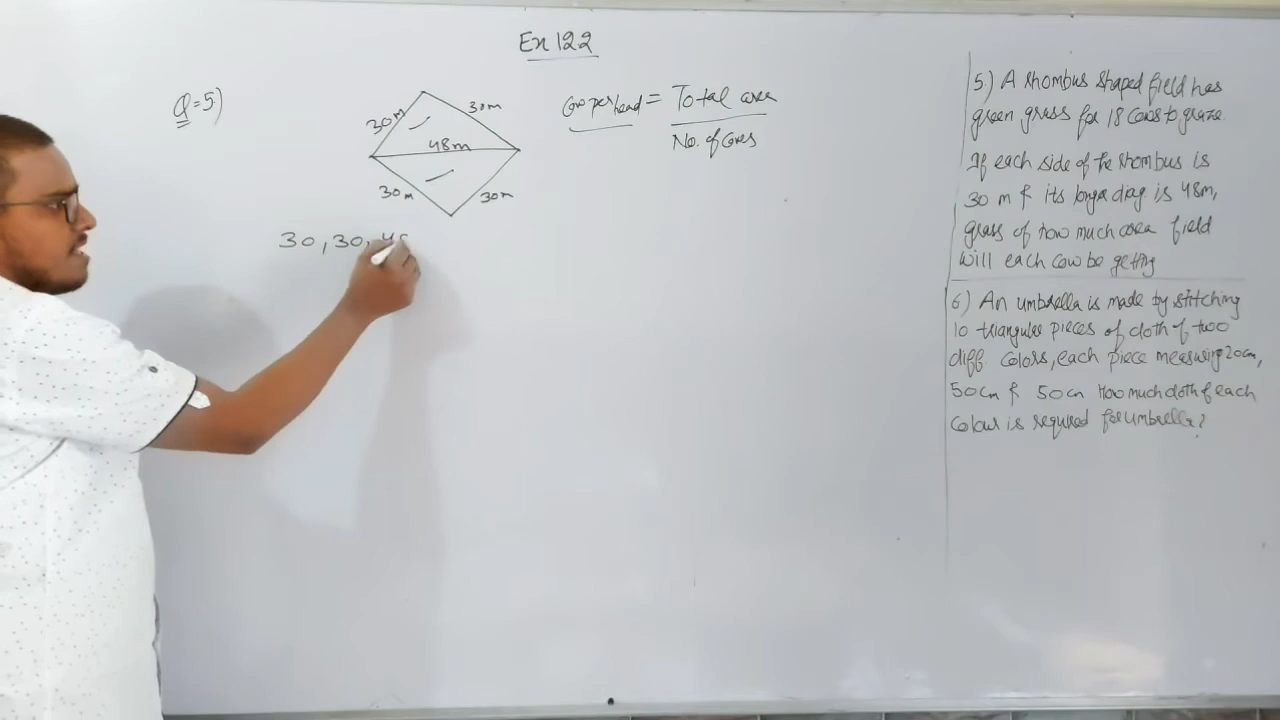 Ex 12.2
Q=5)
30m
30m
48m
30m
30m
30, 30, 48
Cow per head = Total area
No. of cows
5) A rhombus shaped field has
green grass for 18 cows to graze.
If each side of the rhombus is
30 m & its longer diag is 48m,
grass of how much area field
will each cow be getting
6) An umbrella is made by stitching
10 triangular pieces of cloth of two
diff colors, each piece measuring 20cm,
50cm & 50cm How much cloth of each
colour is required for umbrella?